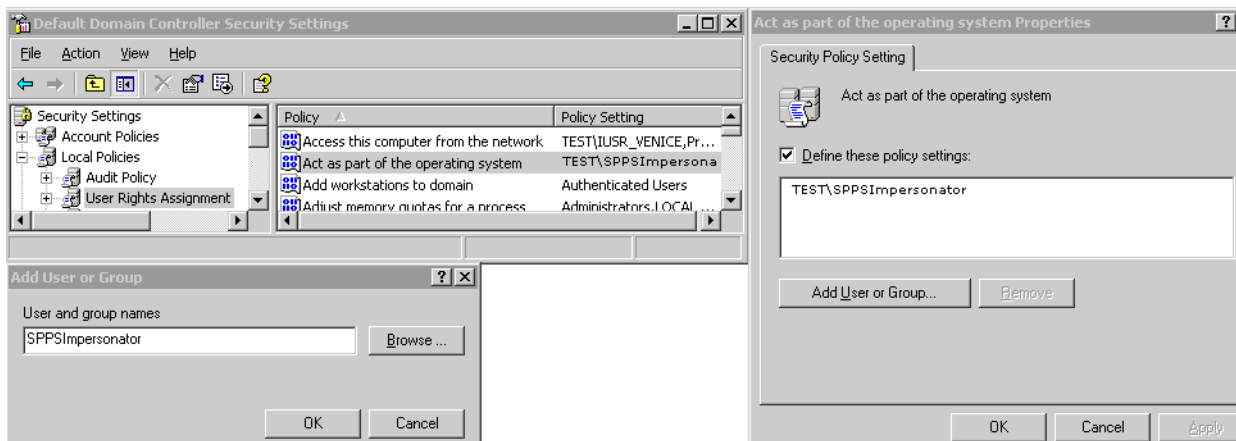 Default Domain Controller Security Settings
File Action View Help
Security Settings
Account Policies
Local Policies
Audit Policy
User Rights Assignment
Policy Policy Setting
Access this computer from the network TEST\IUSR_VENICE,Pr...
Act as part of the operating system TEST\SPPSImpersona
Add workstations to domain Authenticated Users
Adjust memory quotas for a process Administrators,LOCAL ...
Add User or Group
User and group names
SPPSImpersonator
Browse ...
OK Cancel
Act as part of the operating system Properties
Security Policy Setting
Act as part of the operating system
Define these policy settings:
TEST\SPPSImpersonator
Add User or Group... Remove
OK Cancel Apply